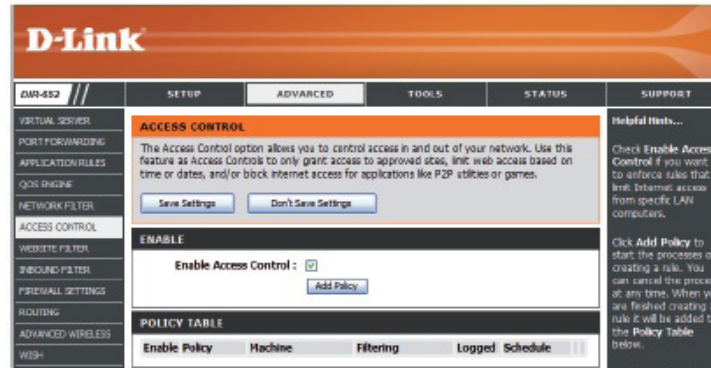 D-Link
DIR-652
SETUP
ADVANCED
TOOLS
STATUS
SUPPORT
VIRTUAL SERVER
PORT FORWARDING
APPLICATION RULES
QOS ENGINE
NETWORK FILTER
ACCESS CONTROL
WEBSITE FILTER
INBOUND FILTER
FIREWALL SETTINGS
ROUTING
ADVANCED WIRELESS
WISH
ACCESS CONTROL
The Access Control option allows you to control access in and out of your network. Use this
feature as Access Controls to only grant access to approved sites, limit web access based on
time or dates, and/or block internet access for applications like P2P utilities or games.
Save Settings
Don't Save Settings
ENABLE
Enable Access Control :
Add Policy
POLICY TABLE
Enable Policy Machine Filtering Logged Schedule
Helpful Hints...
Check Enable Access
Control if you want
to enforce rules that
limit Internet access
from specific LAN
computers.
Click Add Policy to
start the processes of
creating a rule. You
can cancel the proce
at any time. When yo
are finished creating a
rule it will be added t
the Policy Table
below.